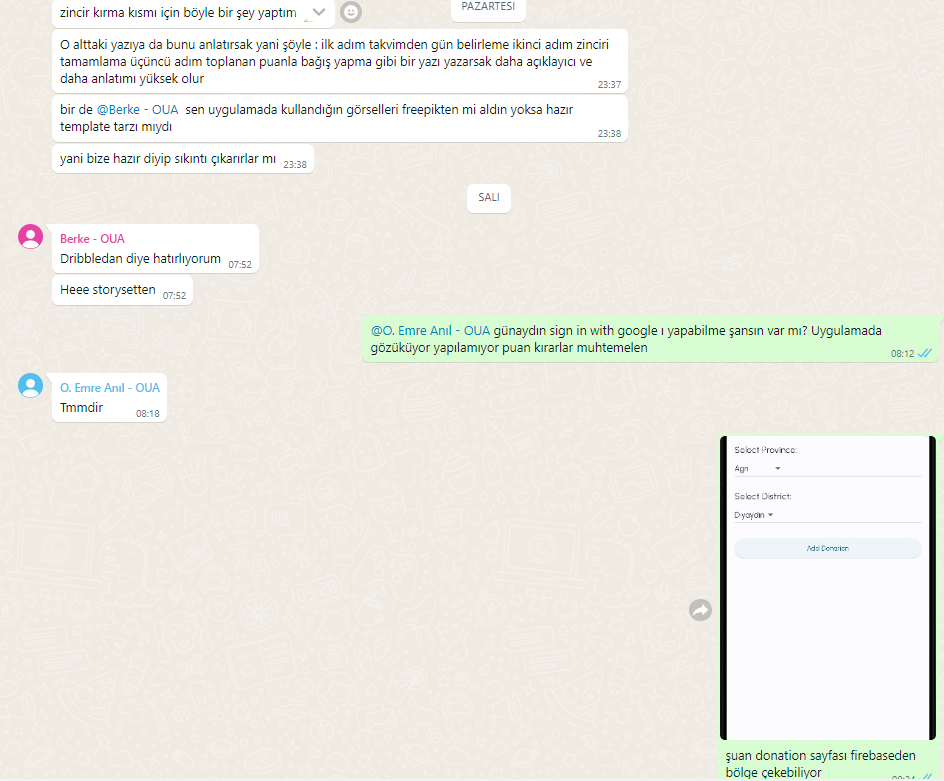 PAZARTESİ
zincir kırma kısmı için böyle bir şey yaptım
O alttaki yazıya da bunu anlatırsak yani şöyle : ilk adım takvimden gün belirleme ikinci adım zinciri
tamamlama üçüncü adım toplanan puanla bağış yapma gibi bir yazı yazarsak daha açıklayıcı ve
daha anlatımı yüksek olur
23:37
bir de @Berke - OUA sen uygulamada kullandığın görselleri freepikten mi aldın yoksa hazır
template tarzı mıydı
23:38
yani bize hazır diyip sıkıntı çıkarırlar mı 23:38
SALI
Berke - OUA
Dribbledan diye hatırlıyorum 07:52
Heee storysetten 07:52
@O. Emre Anıl - OUA günaydın sign in with google ı yapabilme şansın var mı? Uygulamada
gözüküyor yapılamıyor puan kırarlar muhtemelen
08:12
O. Emre Anıl - OUA
Tmmdir 08:18
Select Province:
Agri
Select District:
Diyaydin
Add Donation
şuan donation sayfası firebaseden
bölge çekebiliyor